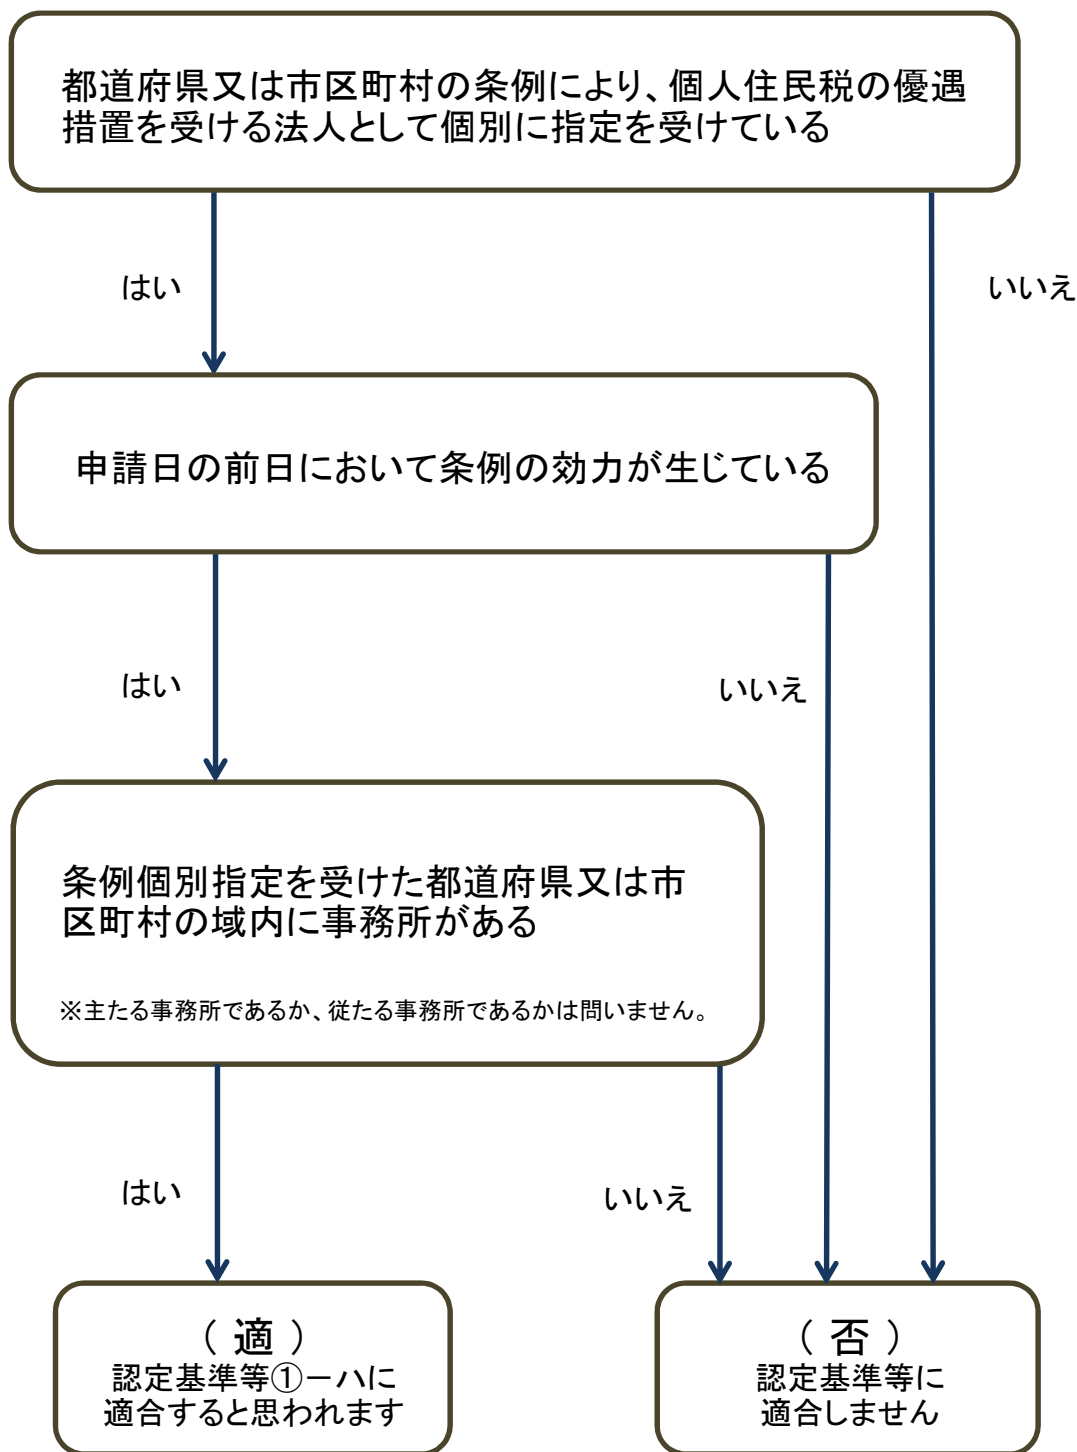 都道府県又は市区町村の条例により、個人住民税の優遇
措置を受ける法人として個別に指定を受けている
はい
いいえ
申請日の前日において条例の効力が生じている
はい
いいえ
条例個別指定を受けた都道府県又は市
区町村の域内に事務所がある
※主たる事務所であるか、従たる事務所であるかは問いません。
はい
いいえ
（ 適 ）
認定基準等①－ハに
適合すると思われます
（ 否 ）
認定基準等に
適合しません